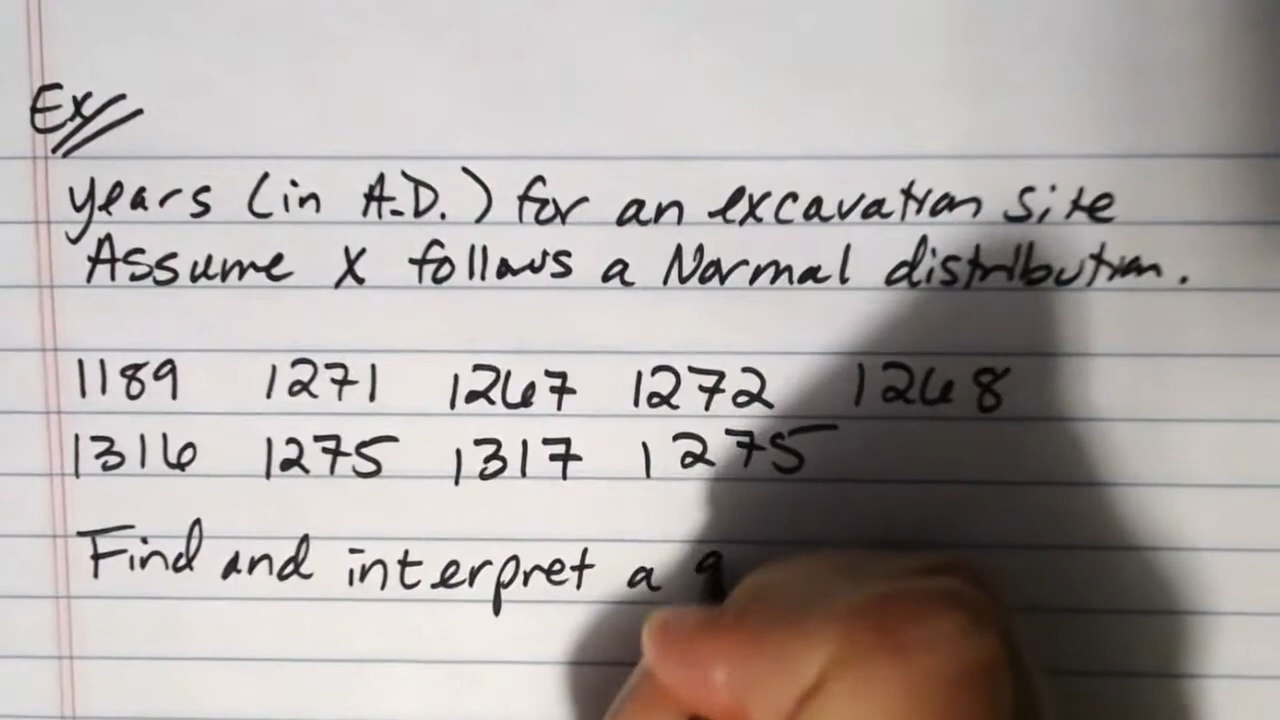 Ex
years (in A.D.) for an excavation site
Assume X follows a Normal distribution.
1189 1271 1267 1272 1268
1316 1275 1317 1275
Find and interpret a 9